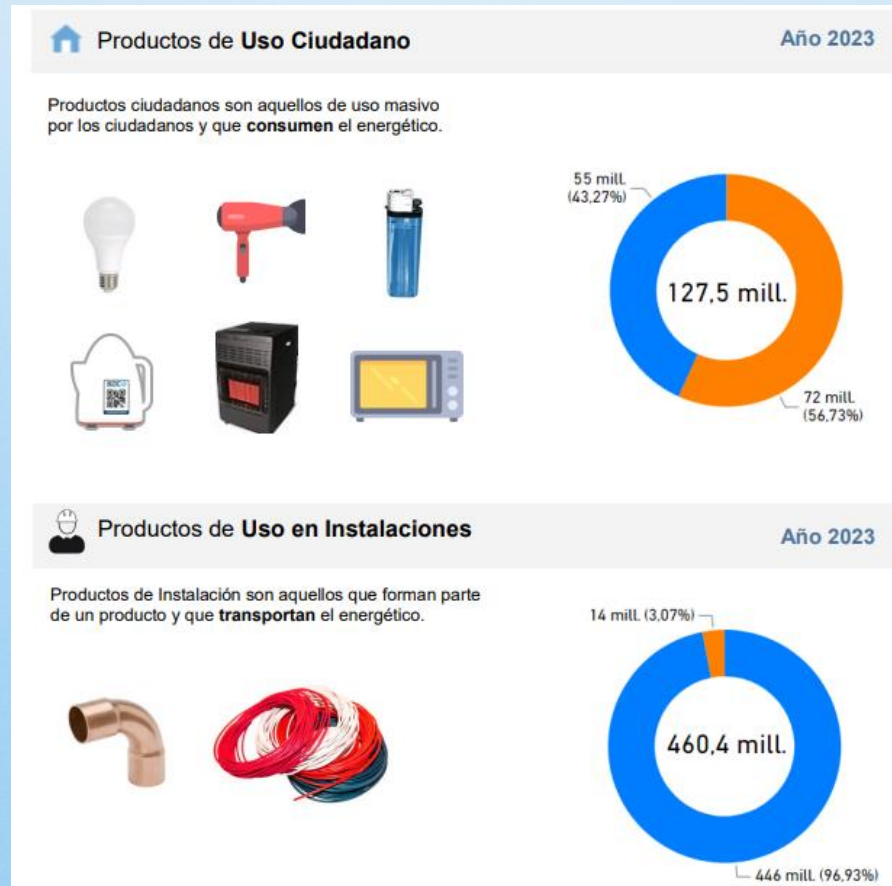 Productos de Uso Ciudadano
Año 2023
Productos ciudadanos son aquellos de uso masivo
por los ciudadanos y que consumen el energético.
55 mill.
(43,27%)
127,5 mill.
72 mill.
(56,73%)
Productos de Uso en Instalaciones
Año 2023
Productos de Instalación son aquellos que forman parte
de un producto y que transportan el energético.
14 mill. (3,07%)
460,4 mill.
446 mill. (96,93%)